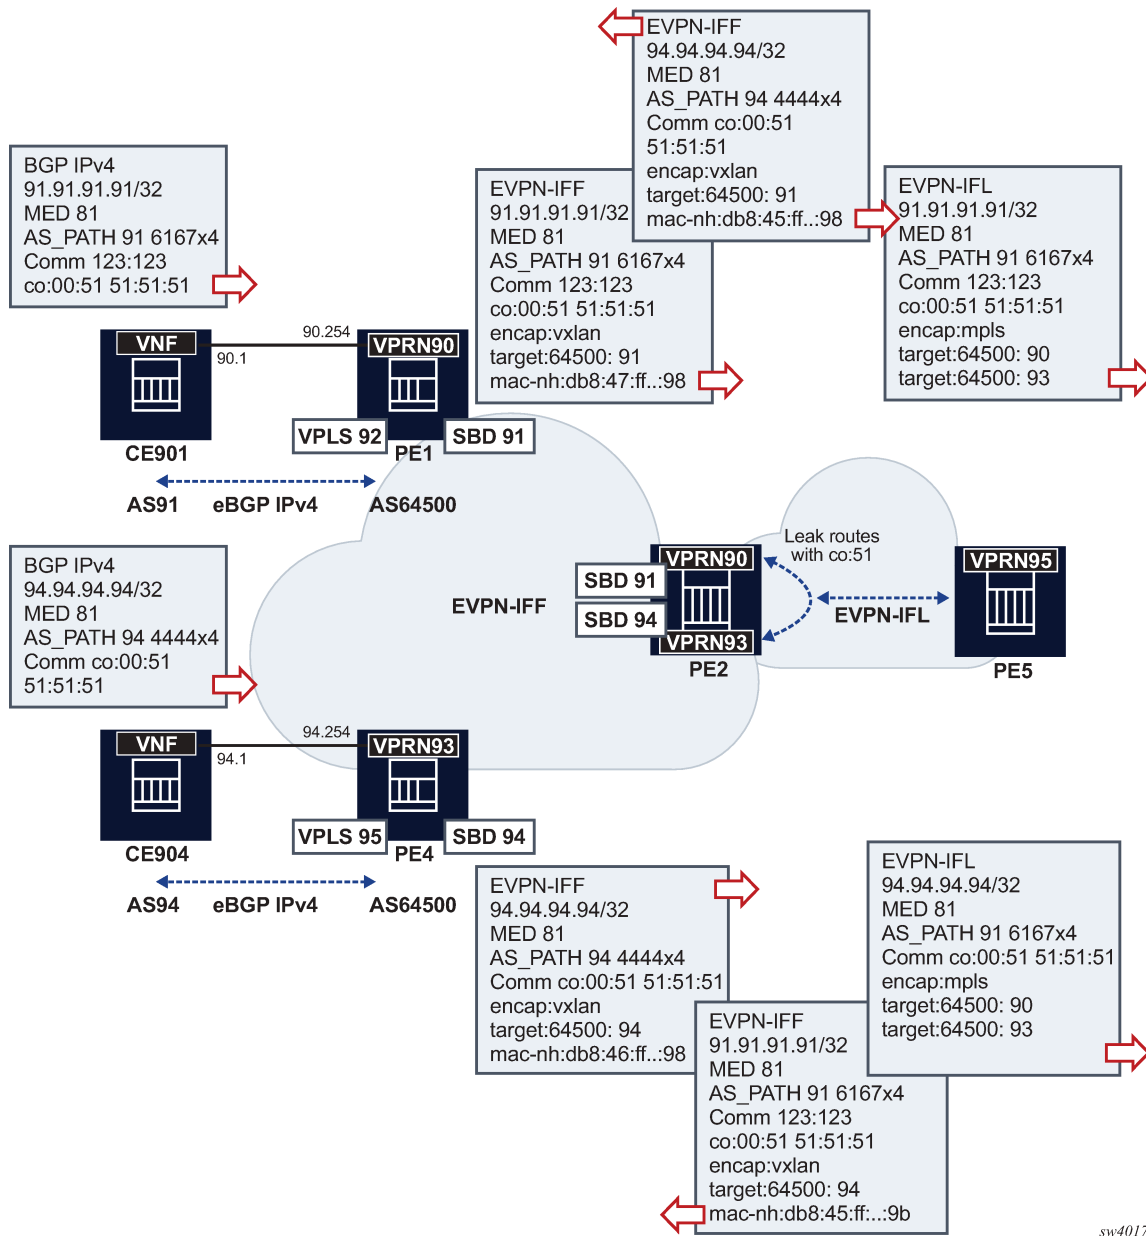 EVPN-IFF
94.94.94.94/32
MED 81
AS_PATH 94 4444x4
Comm co:00:51
51:51:51
encap:vxlan
target:64500: 91
mac-nh:db8:45:ff..:98
BGP IPv4
91.91.91.91/32
MED 81
AS_PATH 91 6167x4
Comm 123:123
co:00:51 51:51:51
EVPN-IFF
91.91.91.91/32
MED 81
AS_PATH 91 6167x4
Comm 123:123
co:00:51 51:51:51
encap:vxlan
target:64500: 91
mac-nh:db8:47:ff..:98
EVPN-IFL
91.91.91.91/32
MED 81
AS_PATH 91 6167x4
Comm 123:123
co:00:51 51:51:51
encap:mpls
target:64500: 90
target:64500: 93
VNF
90.1
90.254
VPRN90
VPLS 92
SBD 91
CE901
PE1
AS91
eBGP IPv4
AS64500
BGP IPv4
94.94.94.94/32
MED 81
AS_PATH 94 4444x4
Comm co:00:51
51:51:51
EVPN-IFF
SBD 91
SBD 94
VPRN90
VPRN93
PE2
Leak routes
with co:51
EVPN-IFL
VPRN95
PE5
VNF
94.1
94.254
VPRN93
VPLS 95
SBD 94
CE904
PE4
AS94
eBGP IPv4
AS64500
EVPN-IFF
94.94.94.94/32
MED 81
AS_PATH 94 4444x4
Comm co:00:51 51:51:51
encap:vxlan
target:64500: 94
mac-nh:db8:46:ff..:98
EVPN-IFL
94.94.94.94/32
MED 81
AS_PATH 91 6167x4
Comm co:00:51 51:51:51
encap:mpls
target:64500: 90
target:64500: 93
EVPN-IFF
91.91.91.91/32
MED 81
AS_PATH 91 6167x4
Comm 123:123
co:00:51 51:51:51
encap:vxlan
target:64500: 94
mac-nh:db8:45:ff:..:9b
sw4017